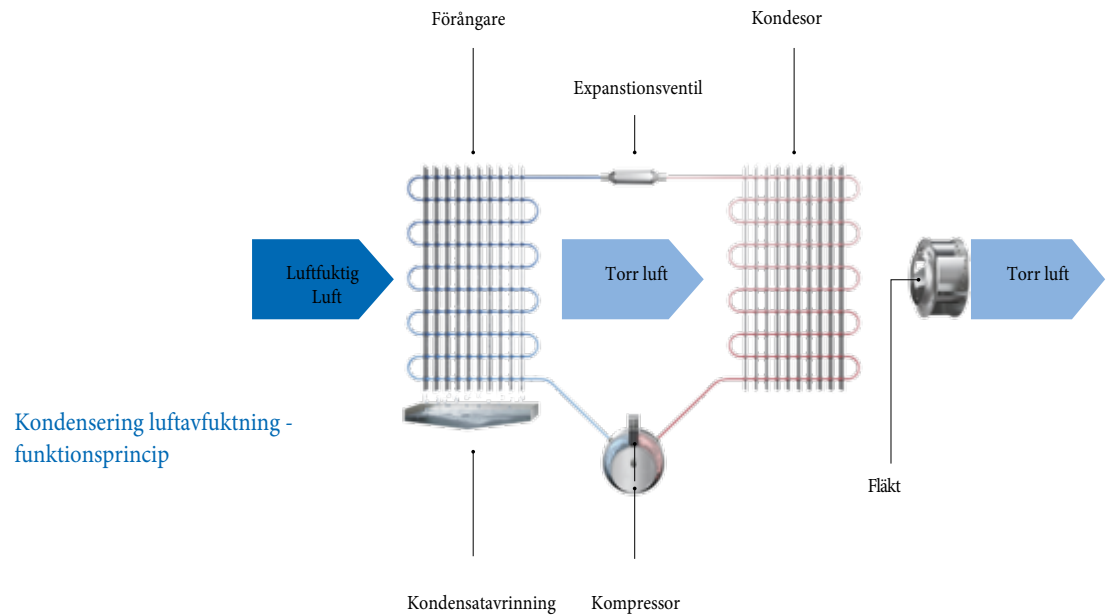 Förångare
Kondesor
Expanstionsventil
Luftfuktig
Luft
Torr luft
Torr luft
Kondensering luftavfuktning -
funktionsprincip
Fläkt
Kondensatavrinning
Kompressor